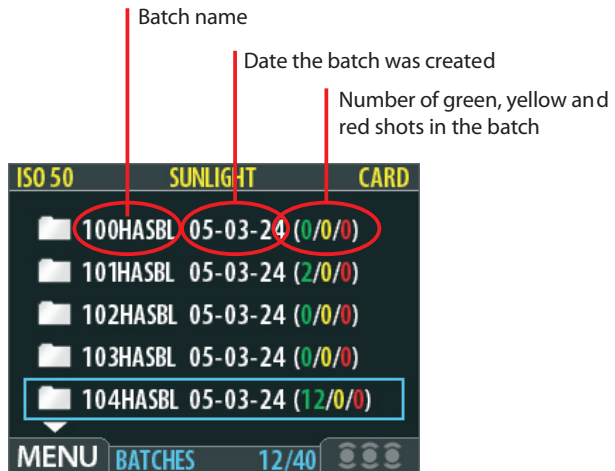 Batch name
Date the batch was created
Number of green, yellow and
red shots in the batch
ISO 50 SUNLIGHT CARD
100HASBL 05-03-24 (0/0/0)
101HASBL 05-03-24 (2/0/0)
102HASBL 05-03-24 (0/0/0)
103HASBL 05-03-24 (0/0/0)
104HASBL 05-03-24 (12/0/0)
MENU BATCHES 12/40